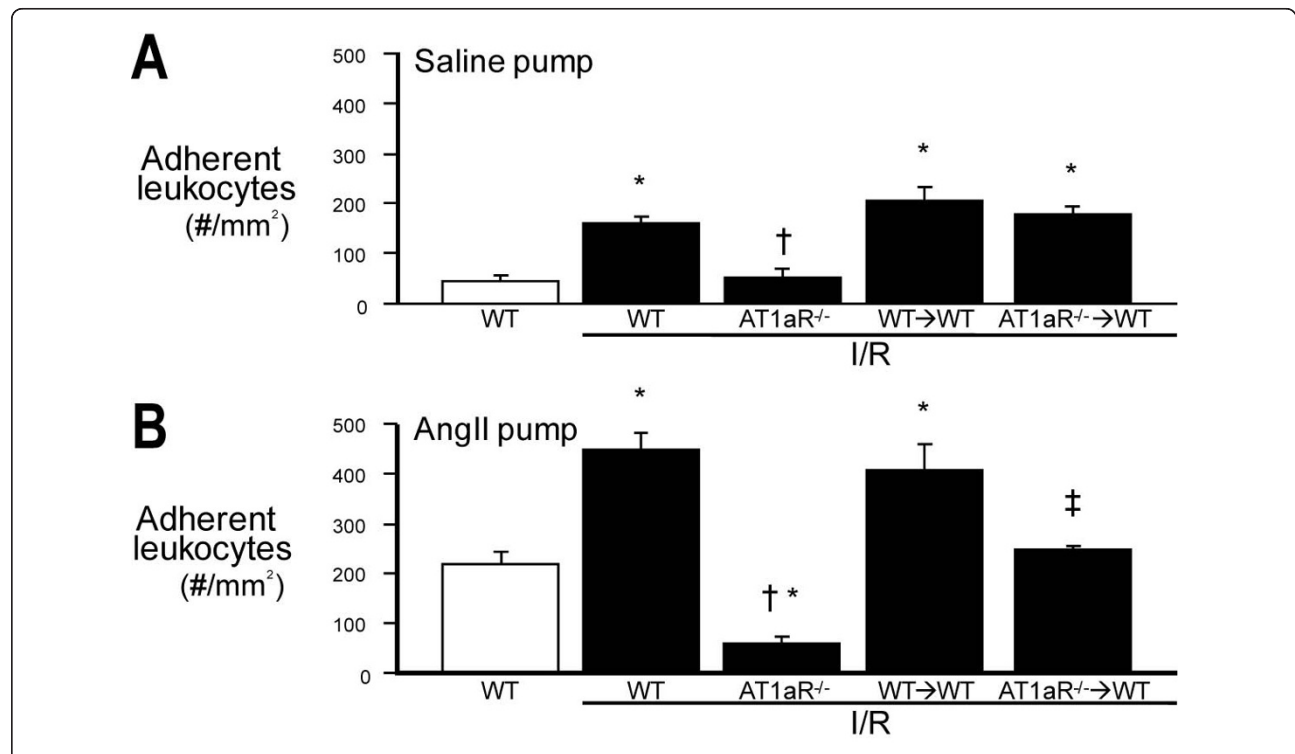 A
Saline pump
Adherent
leukocytes
(#/mm²)
500
400
300
200
100
0
*
†
*
*
WT
WT
AT1aR-/-
WT→WT
AT1aR-/-→WT
I/R
B
AngII pump
Adherent
leukocytes
(#/mm²)
500
400
300
200
100
0
*
† *
*
‡
WT
WT
AT1aR-/-
WT→WT
AT1aR-/-→WT
I/R